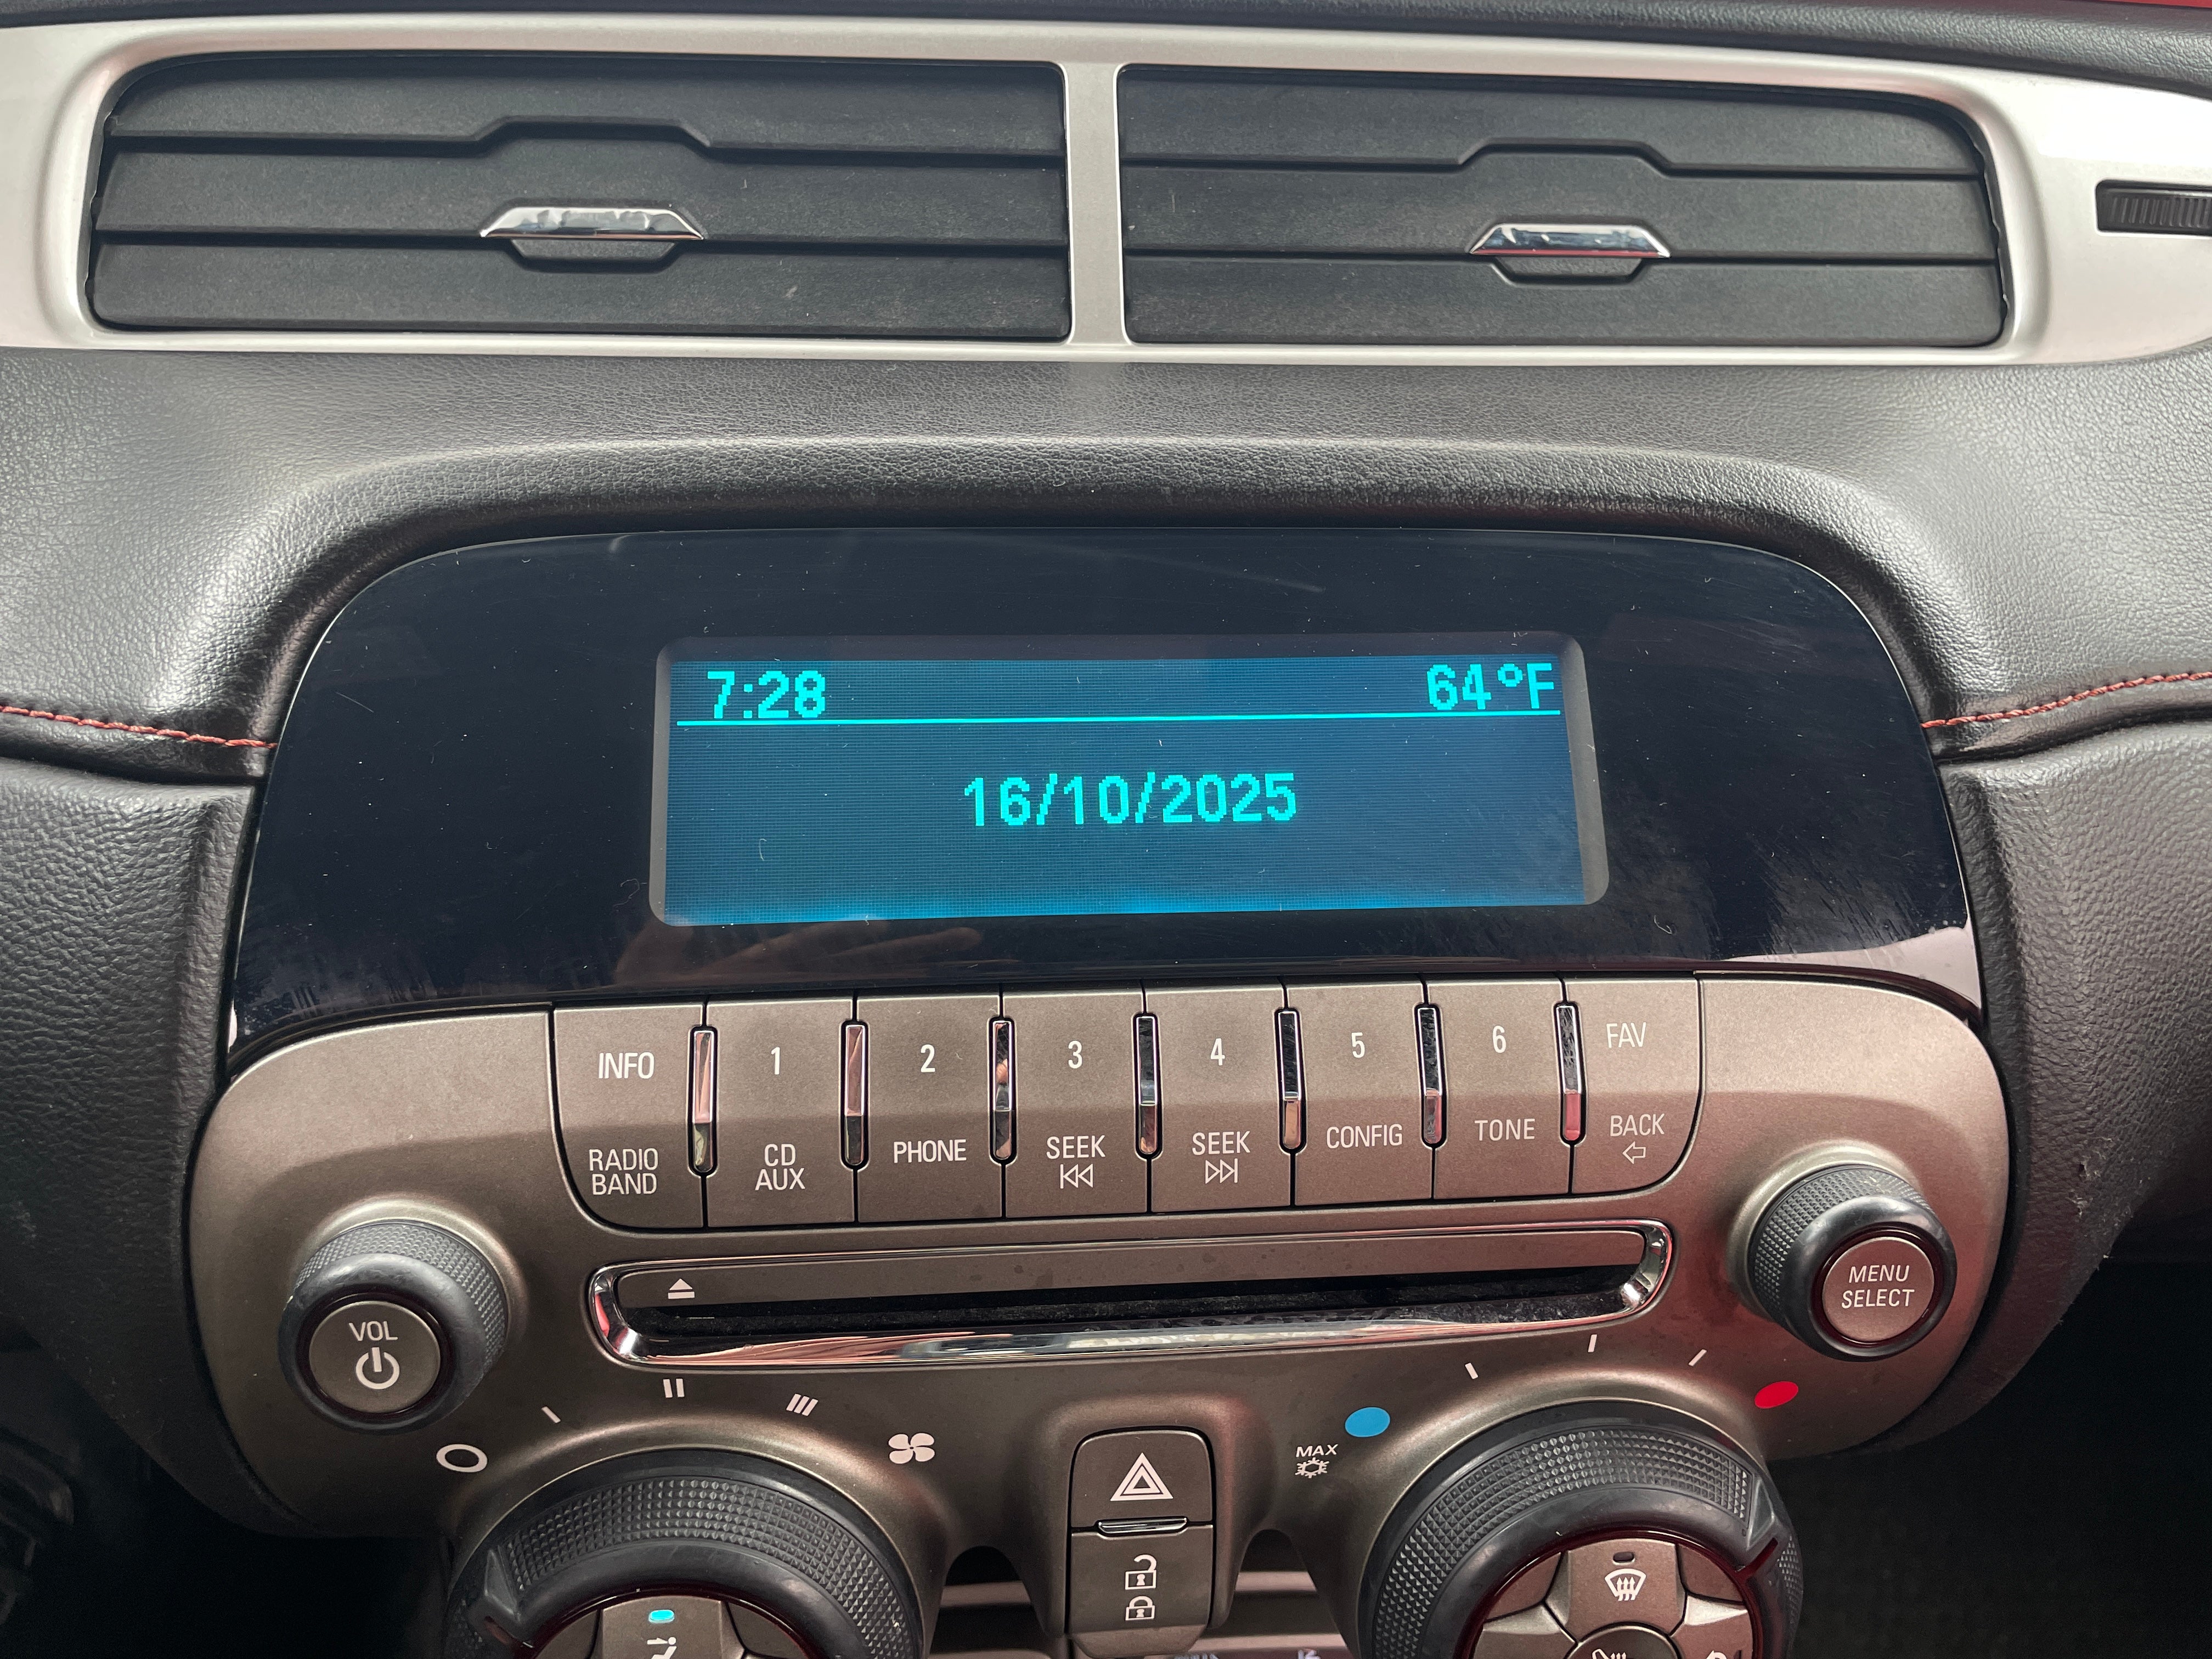 7:28 64°F
16/10/2025
INFO 1 2 3 4 5 6 FAV
RADIO BAND CD AUX PHONE SEEK SEEK CONFIG TONE BACK
VOL
MENU
SELECT
MAX